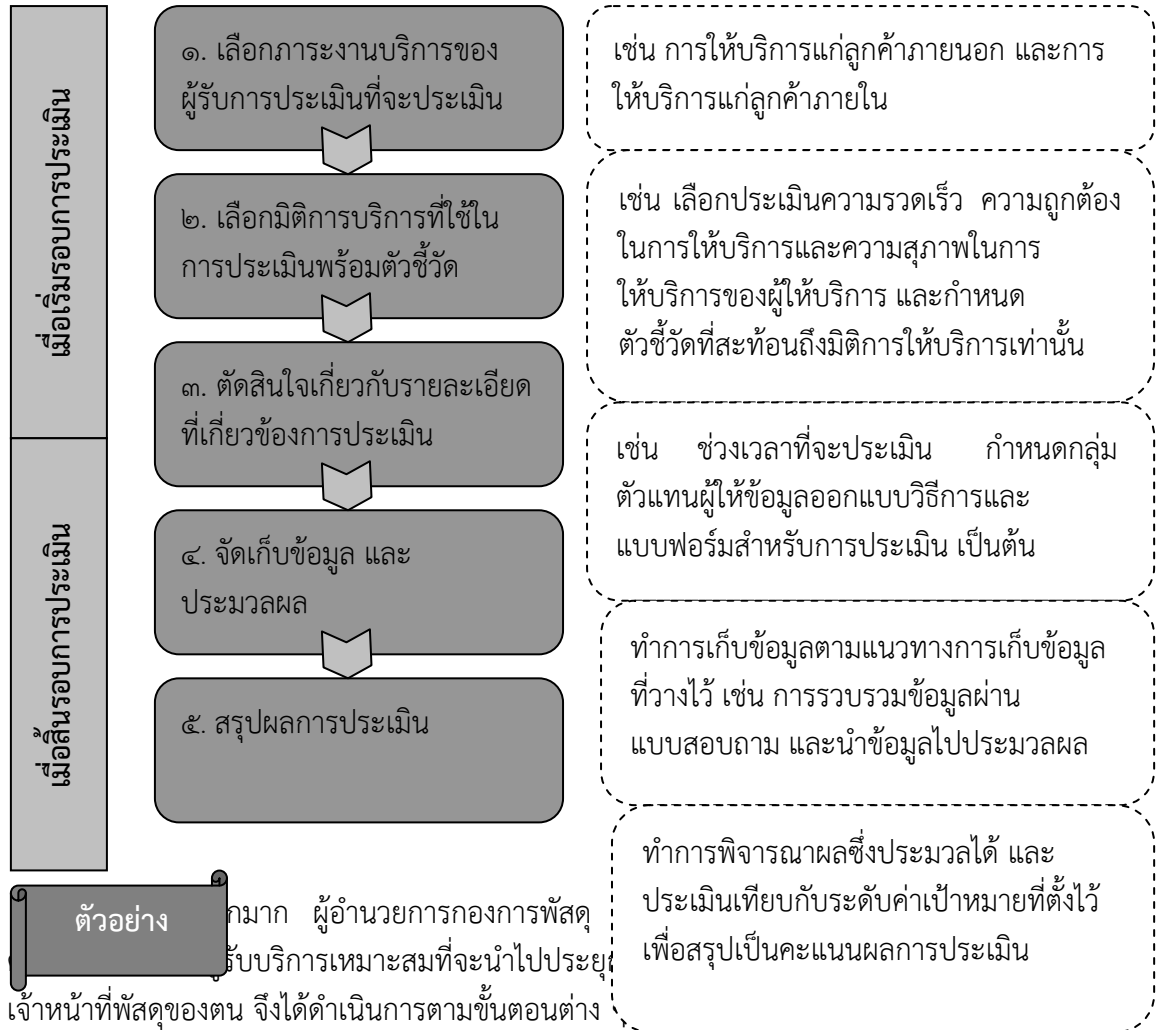 เมื่อเริ่มรอบการประเมิน
๑. เลือกภาระงานบริการของ
ผู้รับการประเมินที่จะประเมิน
เช่น การให้บริการแก่ลูกค้าภายนอก และการ
ให้บริการแก่ลูกค้าภายใน
๒. เลือกมิติการบริการที่ใช้ใน
การประเมินพร้อมตัวชี้วัด
เช่น เลือกประเมินความรวดเร็ว ความถูกต้อง
ในการให้บริการและความสุภาพในการ
ให้บริการของผู้ให้บริการ และกำหนด
ตัวชี้วัดที่สะท้อนถึงมิติการให้บริการเท่านั้น
๓. ตัดสินใจเกี่ยวกับรายละเอียด
ที่เกี่ยวข้องการประเมิน
เช่น ช่วงเวลาที่จะประเมิน กำหนดกลุ่ม
ตัวแทนผู้ให้ข้อมูลออกแบบวิธีการและ
แบบฟอร์มสำหรับการประเมิน เป็นต้น
เมื่อสิ้นรอบการประเมิน
๔. จัดเก็บข้อมูล และ
ประมวลผล
ทำการเก็บข้อมูลตามแนวทางการเก็บข้อมูล
ที่วางไว้ เช่น การรวบรวมข้อมูลผ่าน
แบบสอบถาม และนำข้อมูลไปประมวลผล
๕. สรุปผลการประเมิน
ทำการพิจารณาผลซึ่งประมวลได้ และ
ประเมินเทียบกับระดับค่าเป้าหมายที่ตั้งไว้
เพื่อสรุปเป็นคะแนนผลการประเมิน
ตัวอย่าง
ผู้อำนวยการกองการพัสดุ
รับบริการเหมาะสมที่จะนำไป
เจ้าหน้าที่พัสดุของตน จึงได้ดำเนินการตามขั้นตอนต่าง